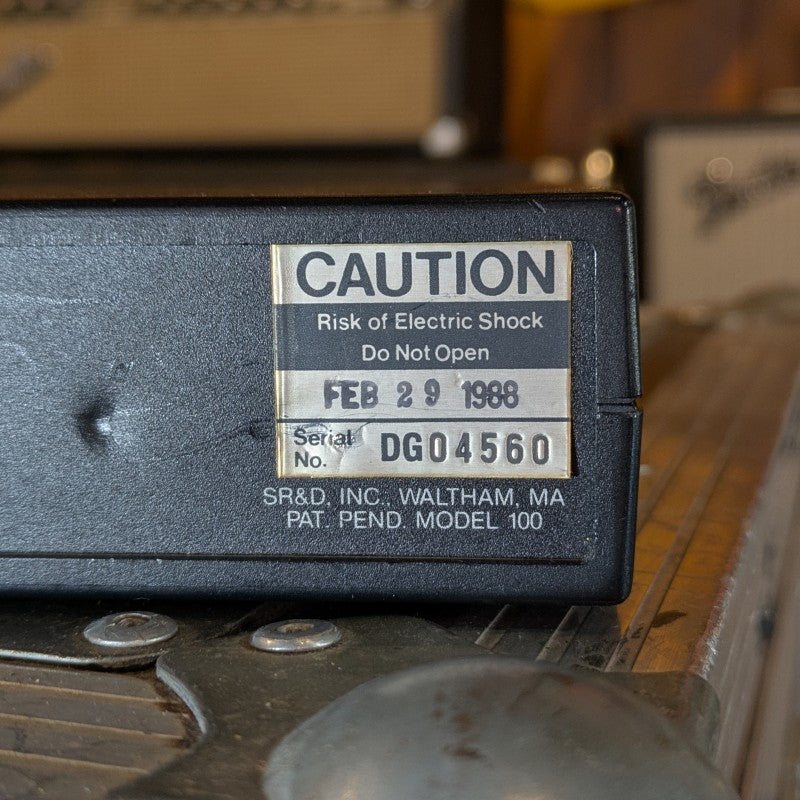 CAUTION
Risk of Electric Shock
Do Not Open
FEB 29 1988
Serial
No. DG04560
SR&D, INC., WALTHAM, MA
PAT. PEND. MODEL 100